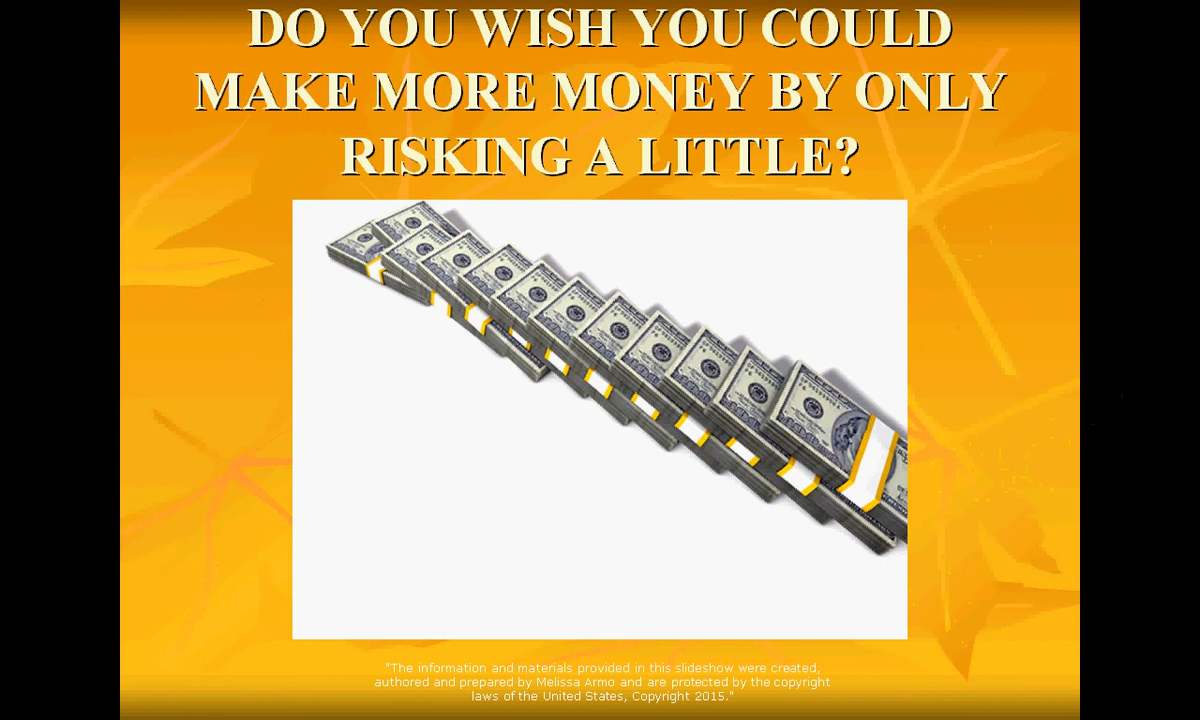 DO YOU WISH YOU COULD
MAKE MORE MONEY BY ONLY
RISKING A LITTLE?
"The information and materials provided in this slideshow were created,
authored and prepared by Melissa Armo and are protected by the copyright
laws of the United States, Copyright 2015."